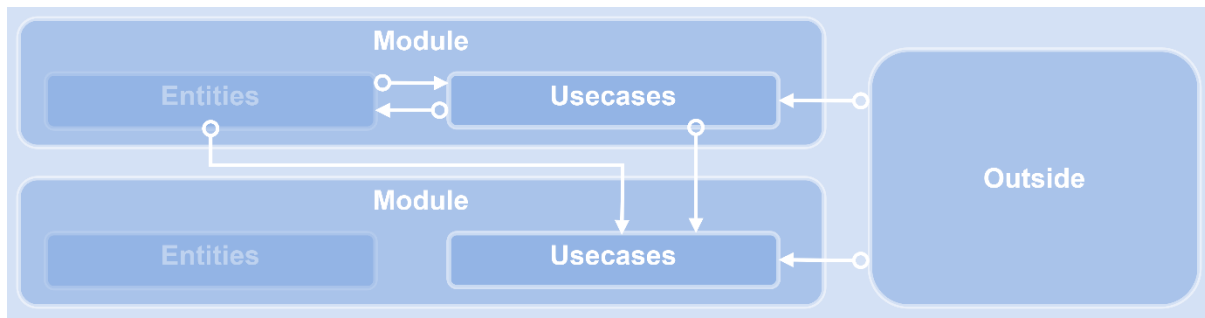 Module
Entities
Usecases
Outside
Module
Entities
Usecases